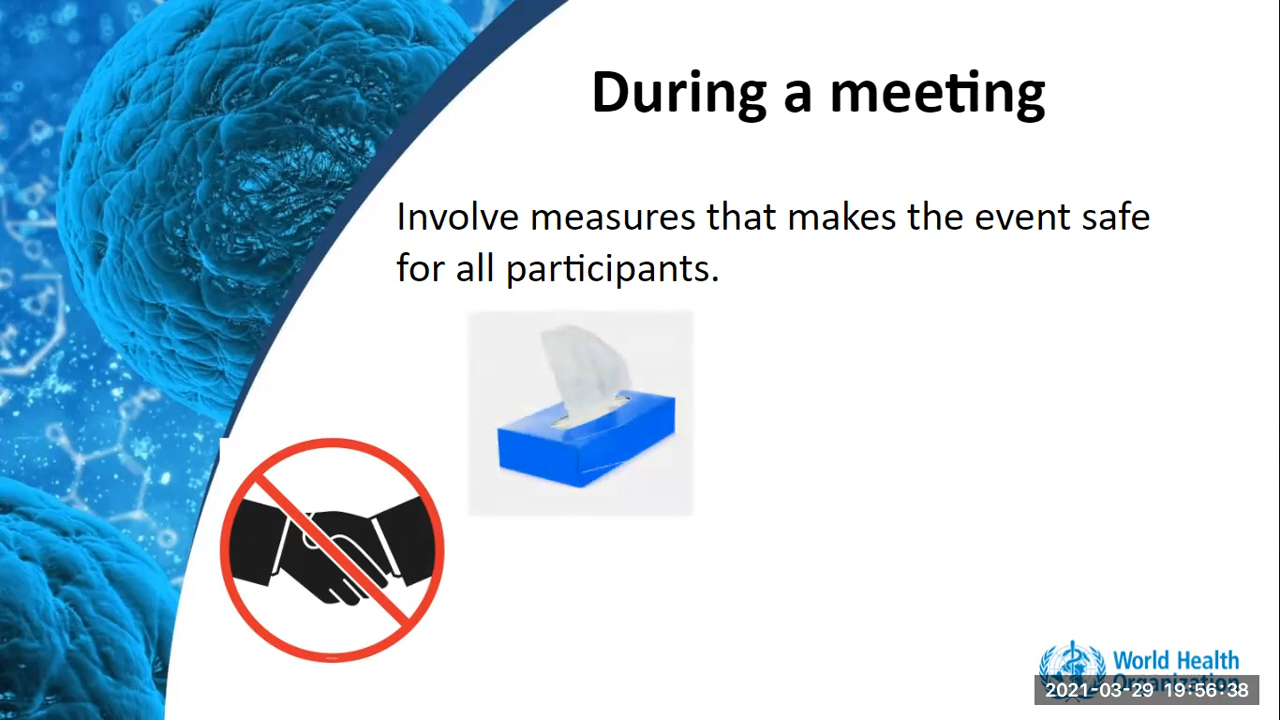 During a meeting
Involve measures that makes the event safe
for all participants.
World Health
Organization
2021-03-29 19:56:38